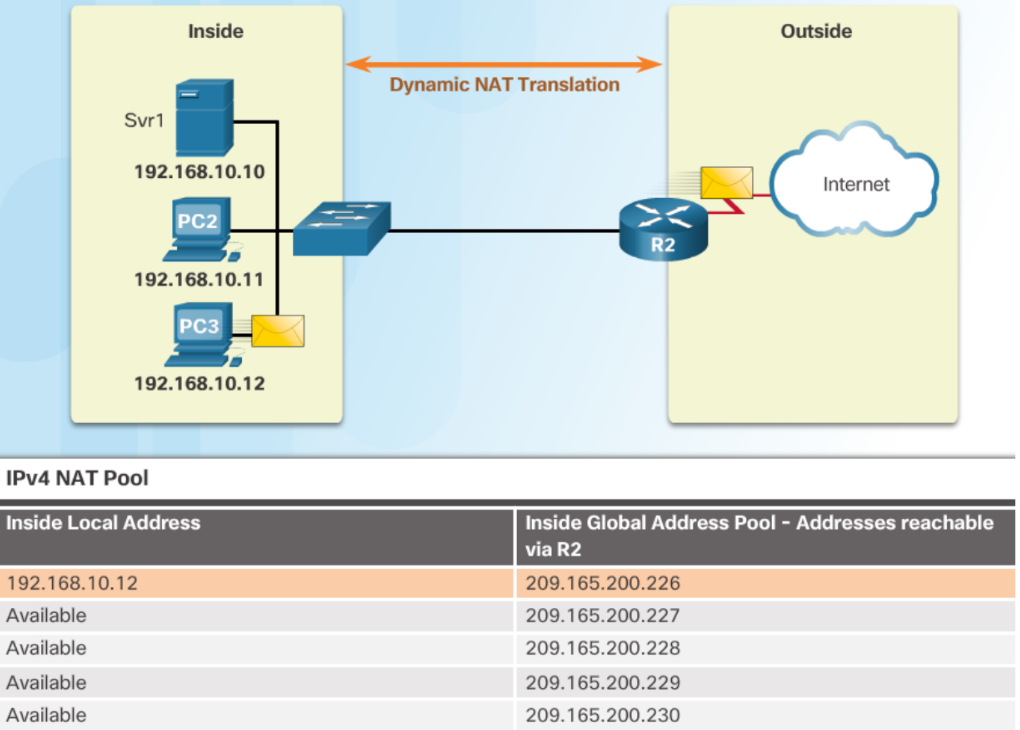 Inside
Outside
Dynamic NAT Translation
Svr1
192.168.10.10
PC2
192.168.10.11
PC3
192.168.10.12
R2
Internet
IPv4 NAT Pool
Inside Local Address
Inside Global Address Pool - Addresses reachable
via R2
192.168.10.12
209.165.200.226
Available
209.165.200.227
Available
209.165.200.228
Available
209.165.200.229
Available
209.165.200.230